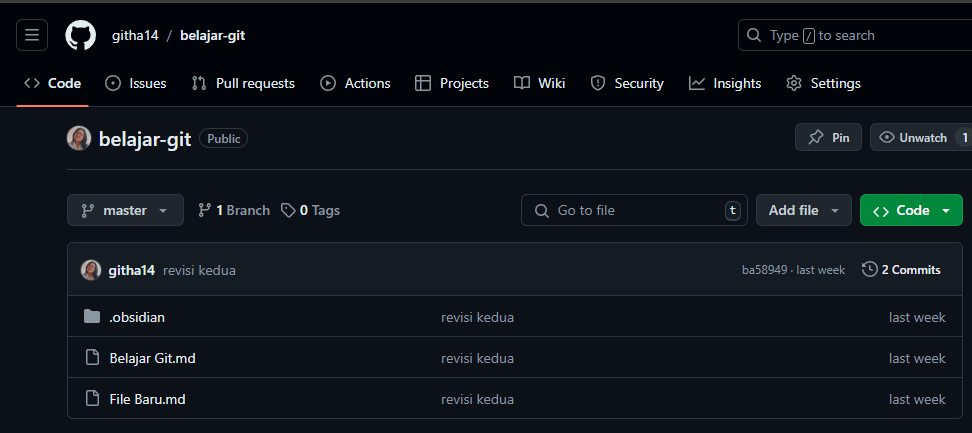 githa14 / belajar-git
Type / to search
Code Issues Pull requests Actions Projects Wiki Security Insights Settings
belajar-git Public
Pin Unwatch 1
master 1 Branch 0 Tags Go to file t Add file Code
githa14 revisi kedua ba58949 · last week 2 Commits
.obsidian revisi kedua last week
Belajar Git.md revisi kedua last week
File Baru.md revisi kedua last week